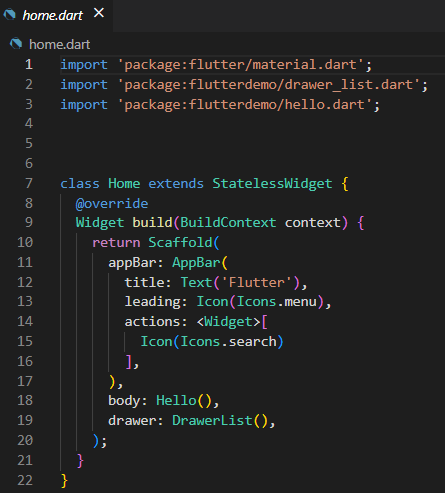 home.dart ×
home.dart
1 import 'package:flutter/material.dart';
2 import 'package:flutterdemo/drawer_list.dart';
3 import 'package:flutterdemo/hello.dart';
4
5
6
7 class Home extends StatelessWidget {
8   @override
9   Widget build(BuildContext context) {
10     return Scaffold(
11       appBar: AppBar(
12         title: Text('Flutter'),
13         leading: Icon(Icons.menu),
14         actions: <Widget>[
15           Icon(Icons.search)
16         ],
17       ),
18       body: Hello(),
19       drawer: DrawerList(),
20     );
21   }
22 }